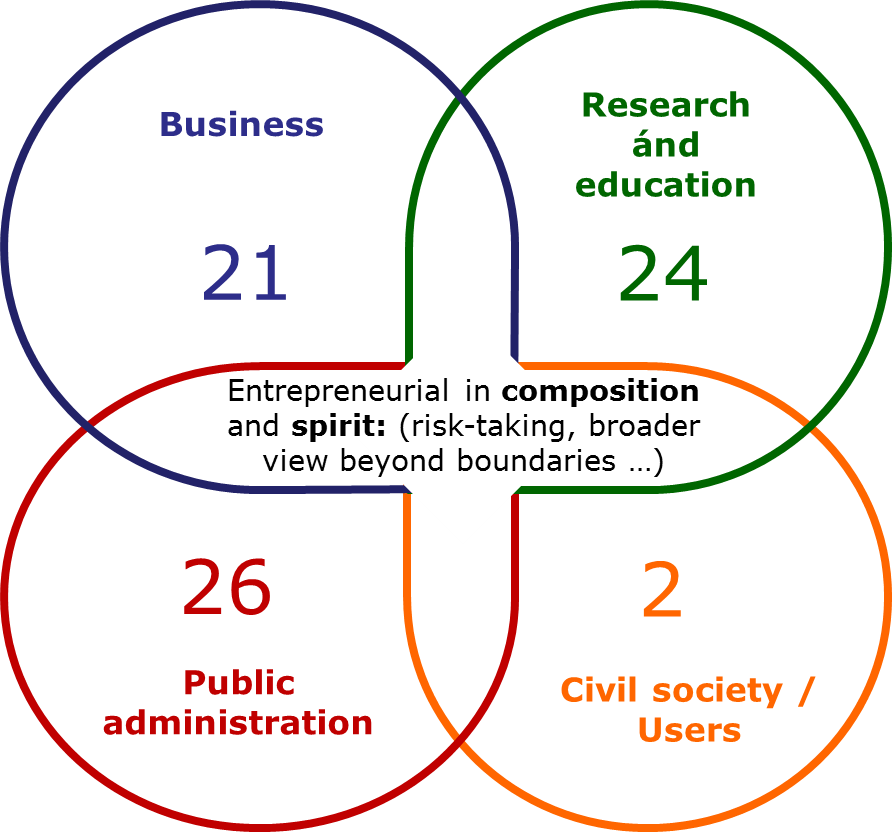 Business
Research
ánd
education
21
24
Entrepreneurial in composition
and spirit: (risk-taking, broader
view beyond boundaries …)
26
2
Public
administration
Civil society /
Users